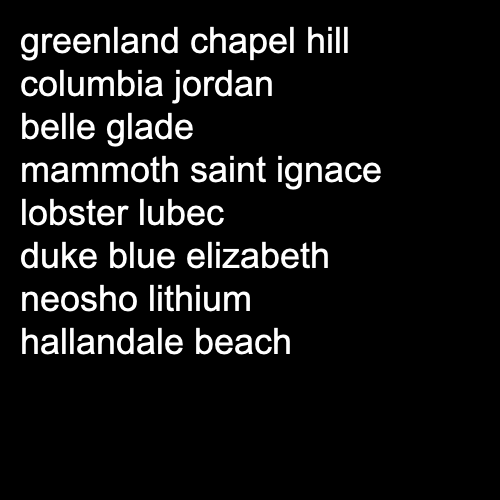 greenland chapel hill
columbia jordan
belle glade
mammoth saint ignace
lobster lubec
duke blue elizabeth
neosho lithium
hallandale beach